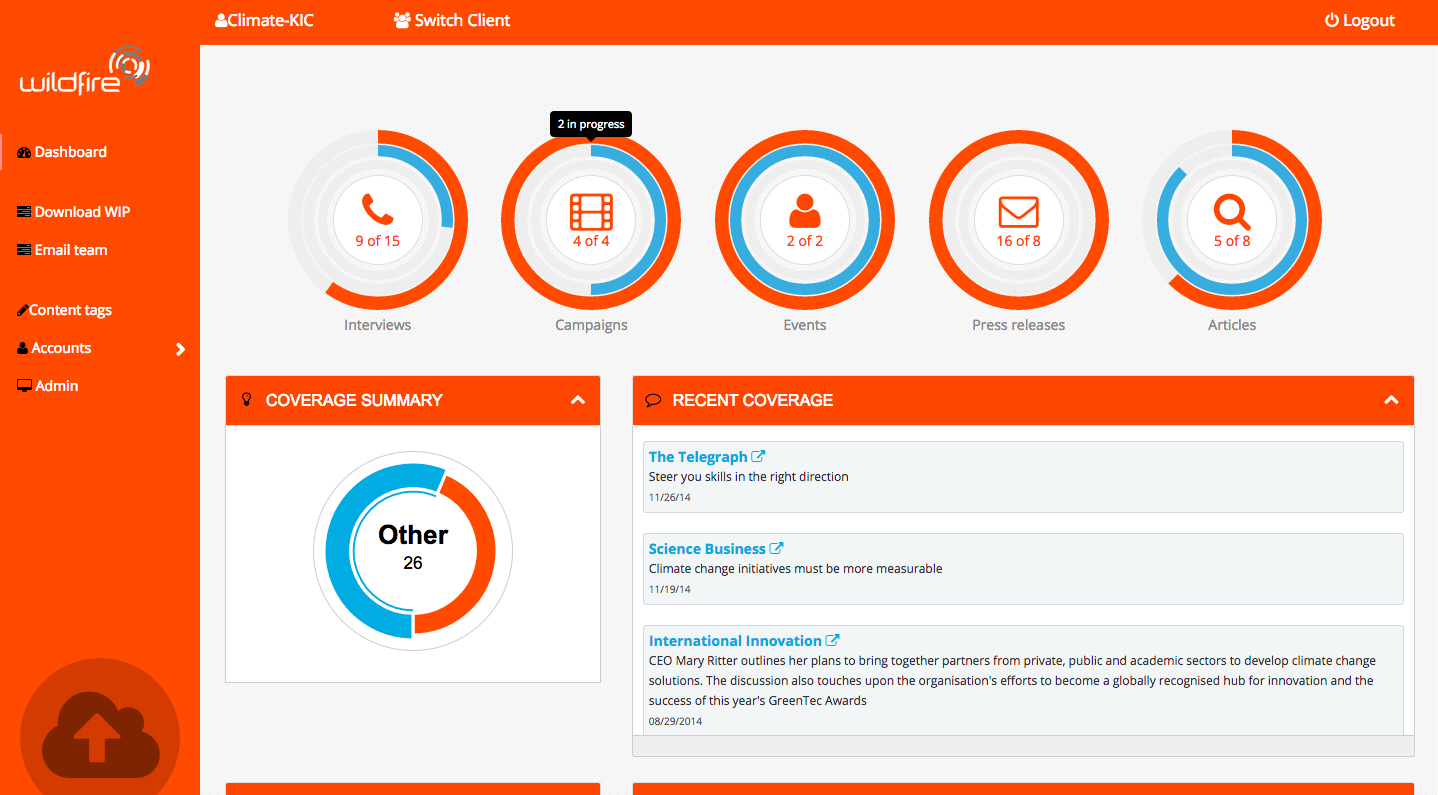 Climate-KIC
Switch Client
Logout
wildfire
Dashboard
Download WIP
Email team
Content tags
Accounts
Admin
2 in progress
9 of 15
4 of 4
2 of 2
16 of 8
5 of 8
Interviews
Campaigns
Events
Press releases
Articles
COVERAGE SUMMARY
Other
26
RECENT COVERAGE
The Telegraph
Steer you skills in the right direction
11/26/14
Science Business
Climate change initiatives must be more measurable
11/19/14
International Innovation
CEO Mary Ritter outlines her plans to bring together partners from private, public and academic sectors to develop climate change
solutions. The discussion also touches upon the organisation's efforts to become a globally recognised hub for innovation and the
success of this year's GreenTec Awards
08/29/2014